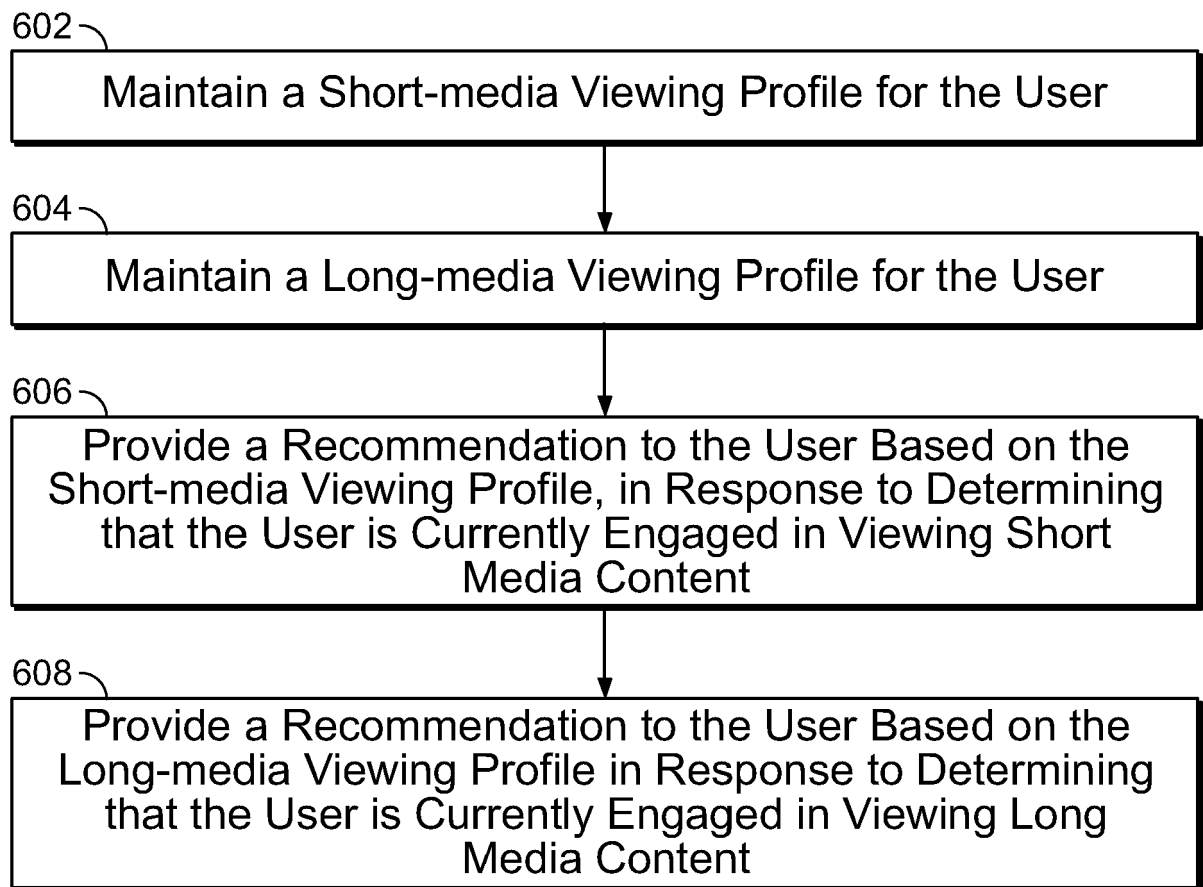 602
Maintain a Short-media Viewing Profile for the User
604
Maintain a Long-media Viewing Profile for the User
606
Provide a Recommendation to the User Based on the
Short-media Viewing Profile, in Response to Determining
that the User is Currently Engaged in Viewing Short
Media Content
608
Provide a Recommendation to the User Based on the
Long-media Viewing Profile in Response to Determining
that the User is Currently Engaged in Viewing Long
Media Content